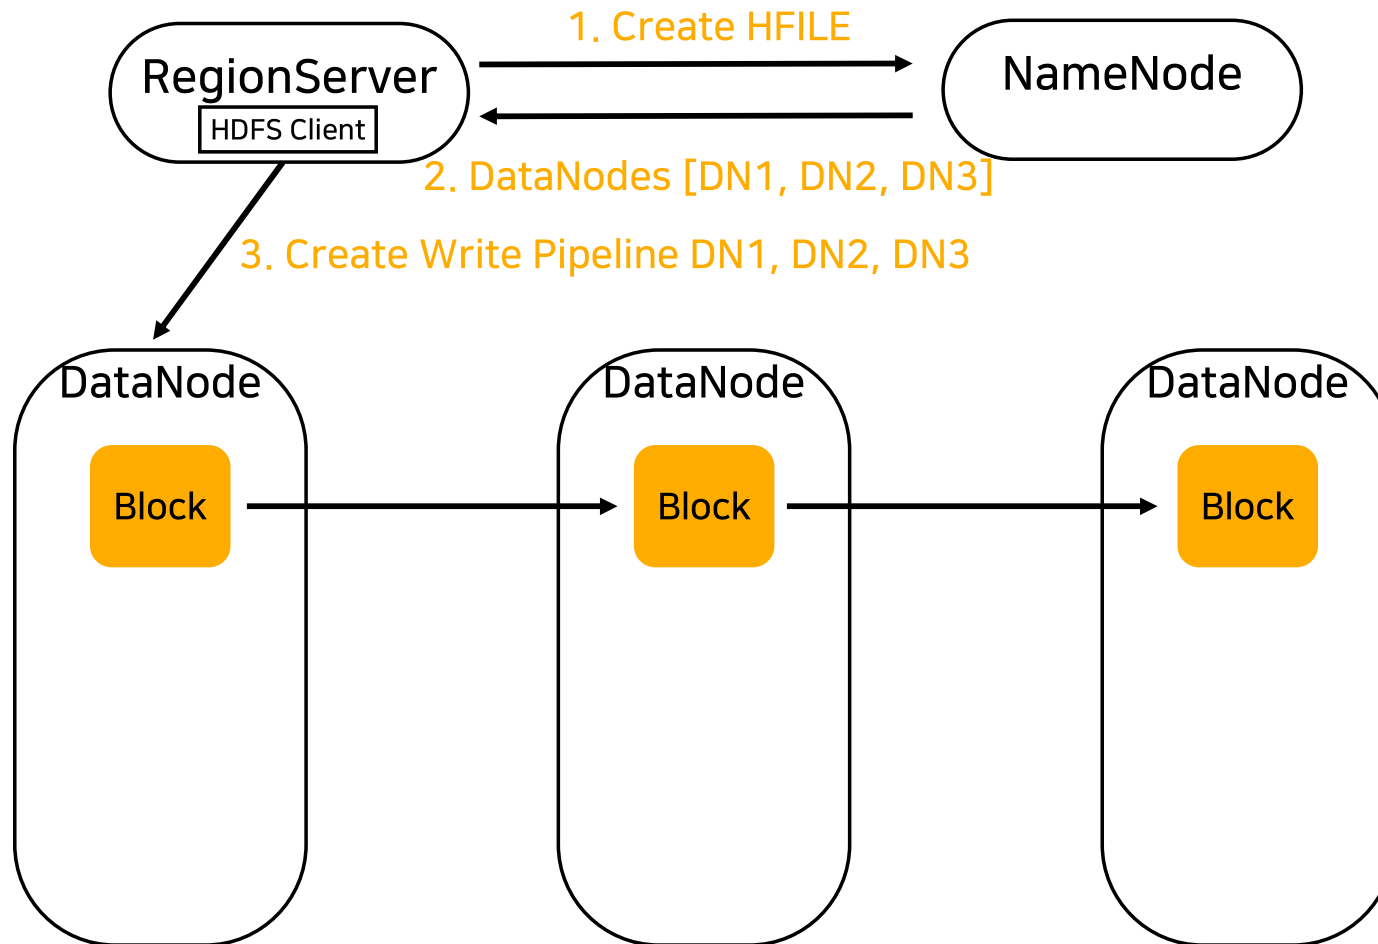 1. Create HFILE
RegionServer
NameNode
HDFS Client
2. DataNodes [DN1, DN2, DN3]
3. Create Write Pipeline DN1, DN2, DN3
DataNode
DataNode
DataNode
Block
Block
Block